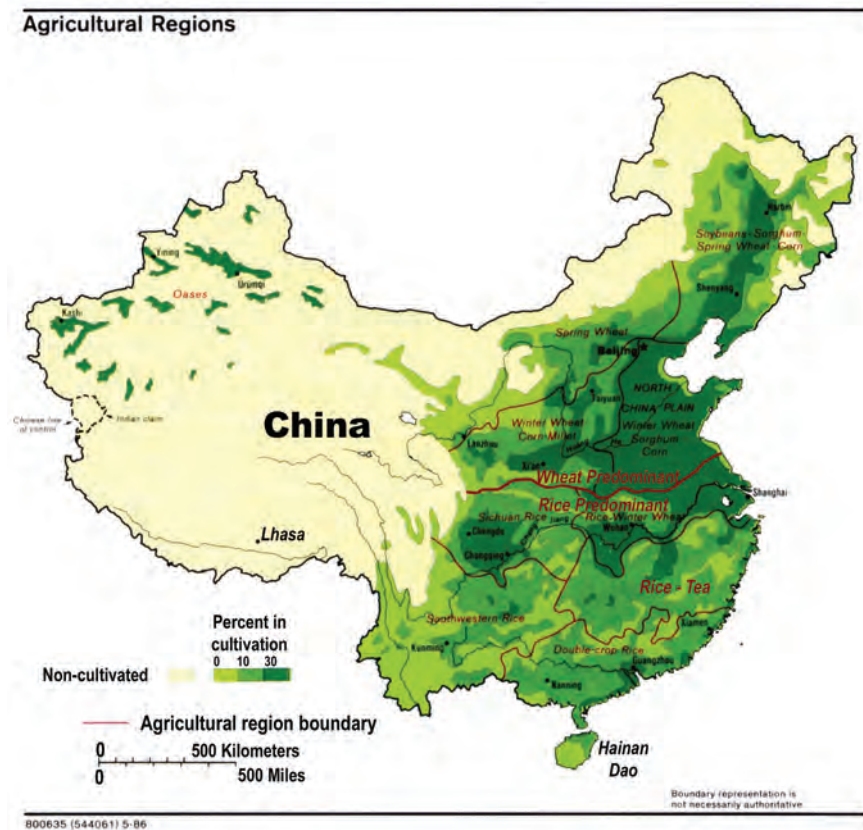 Agricultural Regions
Harbin
Soybeans-Sorghum-
Spring Wheat-Corn
Yining
Ürümqi
Oases
Shenyang
Kashi
Spring Wheat
Beijing
NORTH
Taiyuan
CHINA PLAIN
Chinese line
of control
Indian claim
China
Winter Wheat
Corn-Millet
Winter Wheat
Sorghum
Corn
Lanzhou
Huang
He
Xi'an
Wheat Predominant
Rice Predominant
Shanghai
Sichuan Rice
Jiang
Rice-Winter Wheat
Wuhan
Chengdu
Lhasa
Chongqing
Rice - Tea
Percent in
cultivation
0 10 30
Non-cultivated
Southwestern Rice
Xiamen
Kunming
Double-crop Rice
Guangzhou
Nanning
Agricultural region boundary
0 500 Kilometers
0 500 Miles
Hainan
Dao
Boundary representation is
not necessarily authoritative
800635 (544061) 5-86